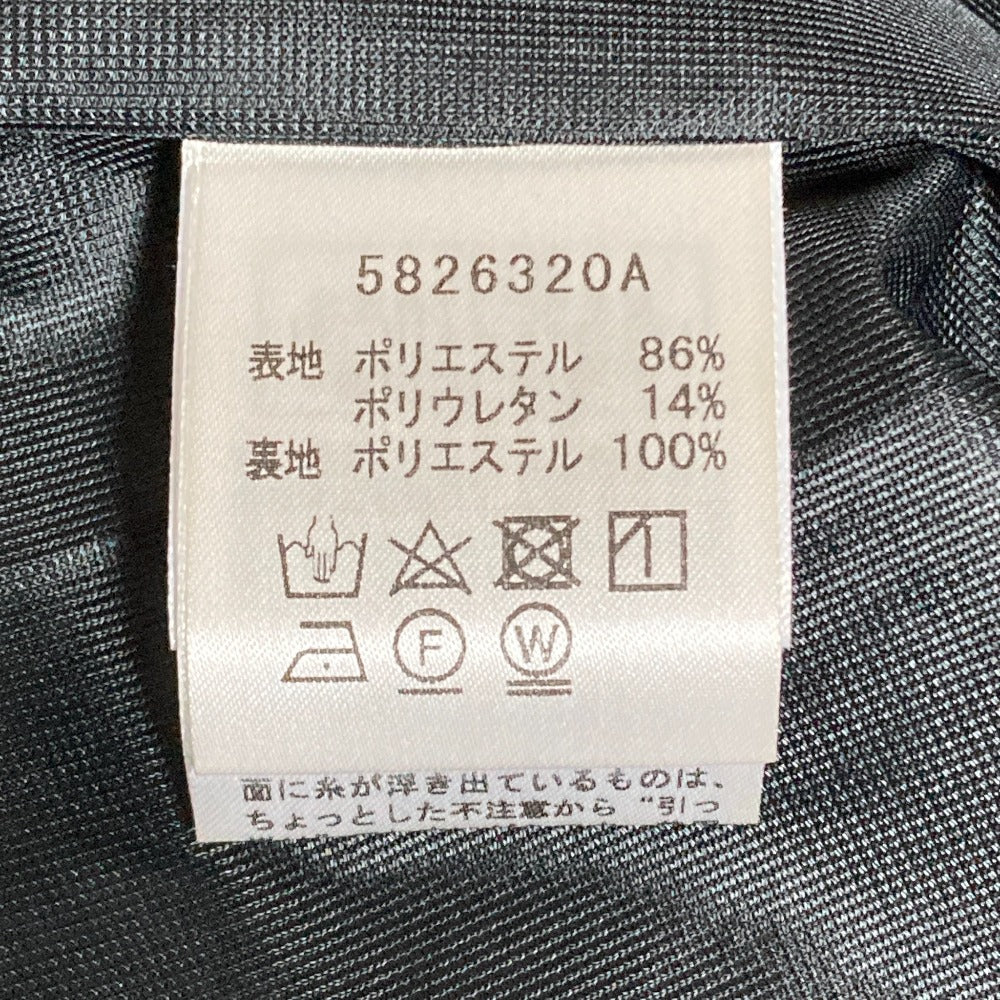 5826320A
表地 ポリエステル 86%
ポリウレタン 14%
裏地 ポリエステル 100%
F W
面に糸が浮き出ているものは、
ちょっとした不注意から “引っ